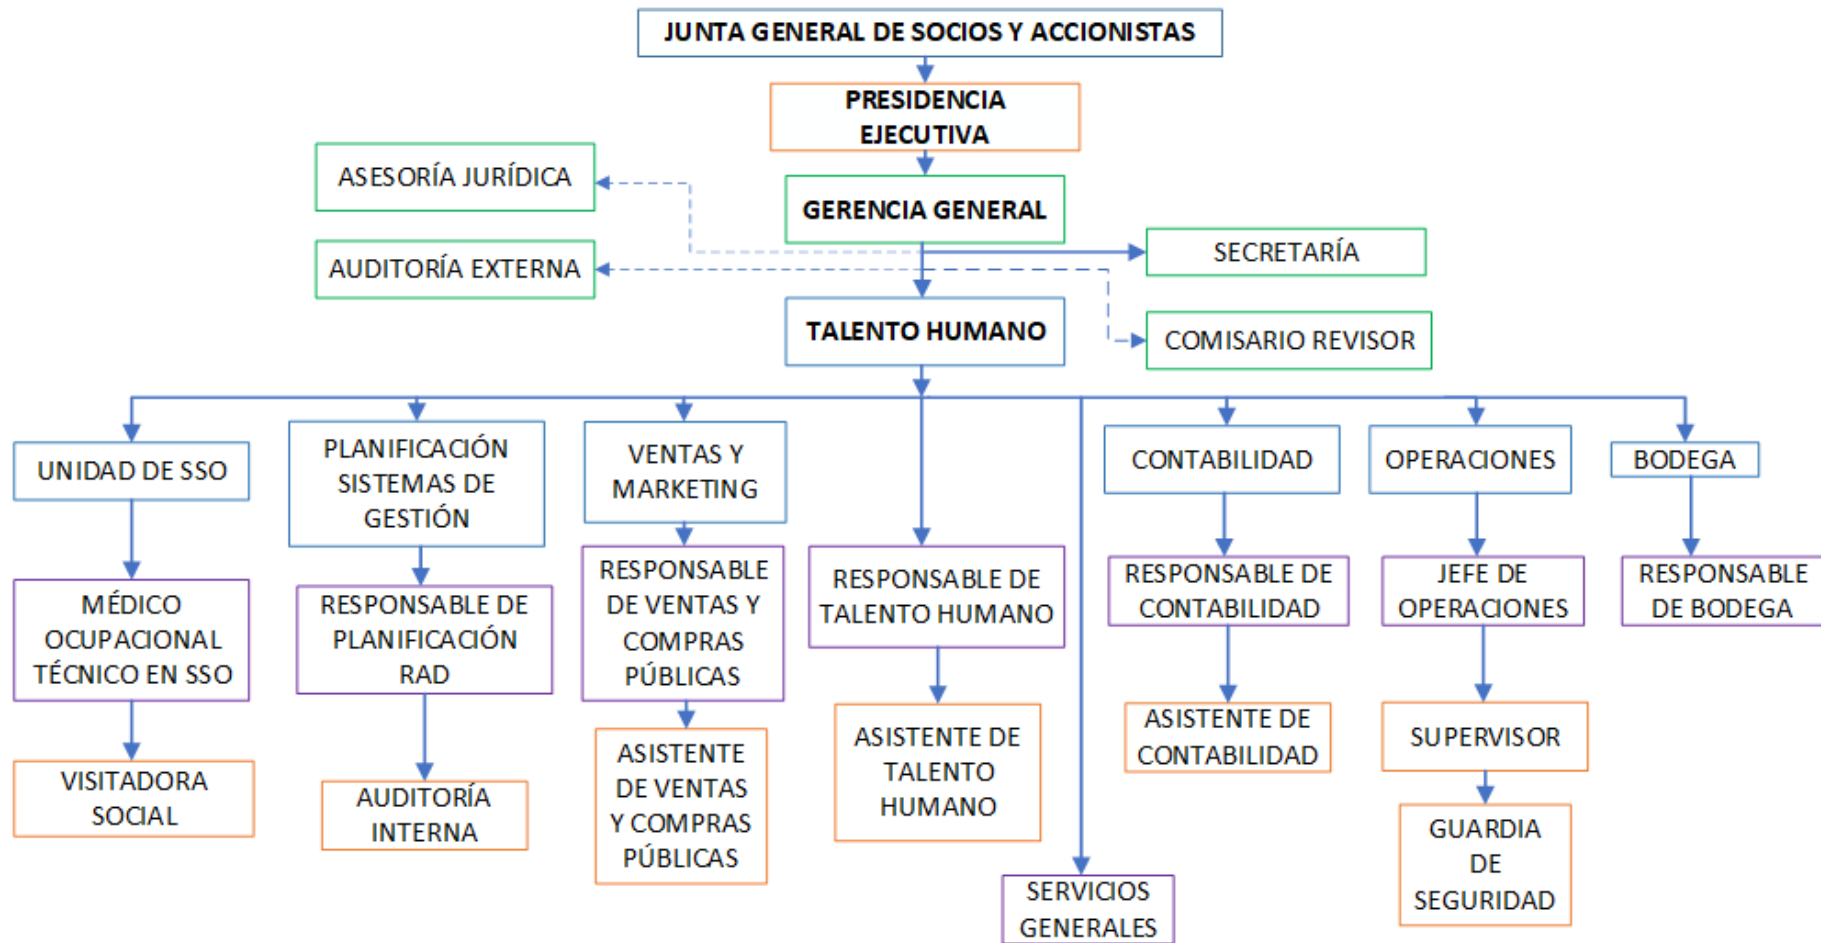 JUNTA GENERAL DE SOCIOS Y ACCIONISTAS
PRESIDENCIA
EJECUTIVA
ASESORÍA JURÍDICA
GERENCIA GENERAL
AUDITORÍA EXTERNA
SECRETARÍA
TALENTO HUMANO
COMISARIO REVISOR
UNIDAD DE SSO
PLANIFICACIÓN
SISTEMAS DE
GESTIÓN
VENTAS Y
MARKETING
CONTABILIDAD
OPERACIONES
BODEGA
MÉDICO
OCUPACIONAL
TÉCNICO EN SSO
RESPONSABLE DE
PLANIFICACIÓN
RAD
RESPONSABLE
DE VENTAS Y
COMPRAS
PÚBLICAS
RESPONSABLE DE
TALENTO HUMANO
RESPONSABLE DE
CONTABILIDAD
JEFE DE
OPERACIONES
RESPONSABLE
DE BODEGA
VISITADORA
SOCIAL
AUDITORÍA
INTERNA
ASISTENTE
DE VENTAS
Y COMPRAS
PÚBLICAS
ASISTENTE DE
TALENTO
HUMANO
ASISTENTE DE
CONTABILIDAD
SUPERVISOR
GUARDIA
DE
SEGURIDAD
SERVICIOS
GENERALES